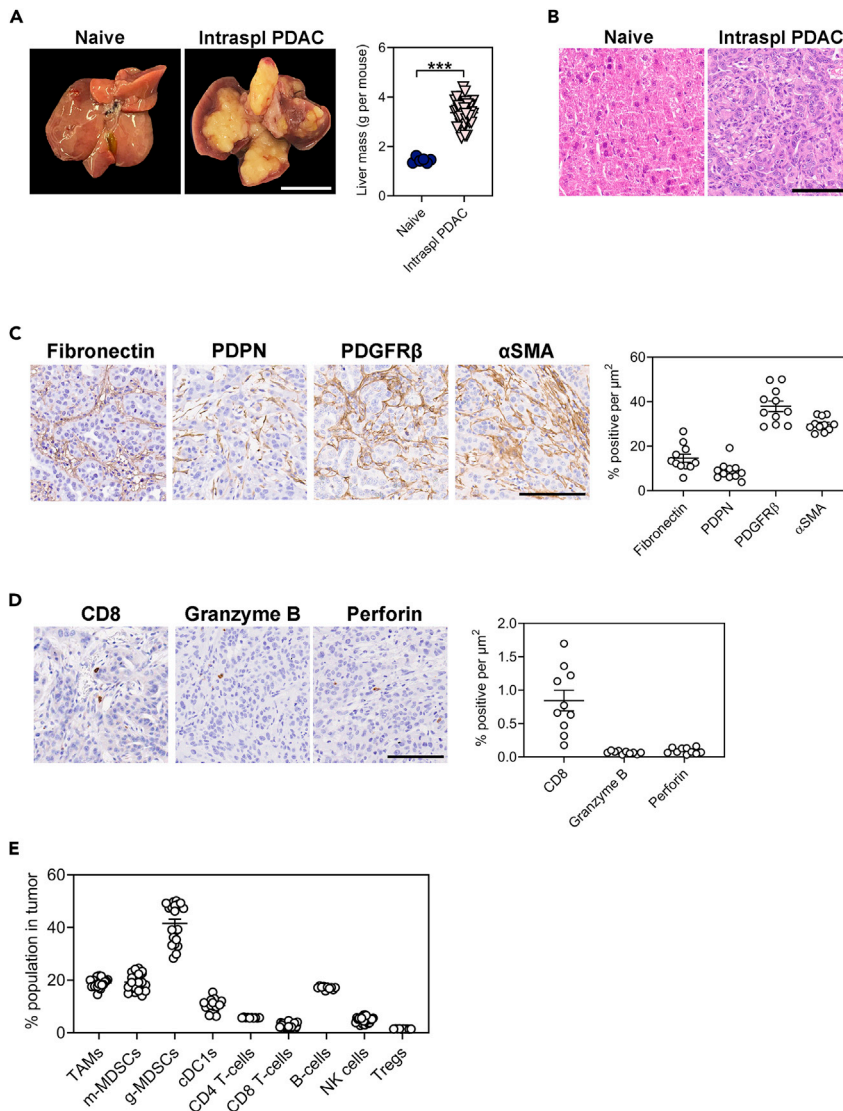 A
Naive
Intraspl PDAC
Liver mass (g per mouse)
6
4
2
0
***
Naive
Intraspl PDAC
B
Naive
Intraspl PDAC
C
Fibronectin
PDPN
PDGFRβ
αSMA
% positive per µm²
60
40
20
0
Fibronectin
PDPN
PDGFRβ
αSMA
D
CD8
Granzyme B
Perforin
% positive per µm²
2.0
1.5
1.0
0.5
0.0
CD8
Granzyme B
Perforin
E
% population in tumor
60
40
20
0
TAMs
m-MDSCs
g-MDSCs
cDC1s
CD4 T-cells
CD8 T-cells
B-cells
NK cells
Tregs